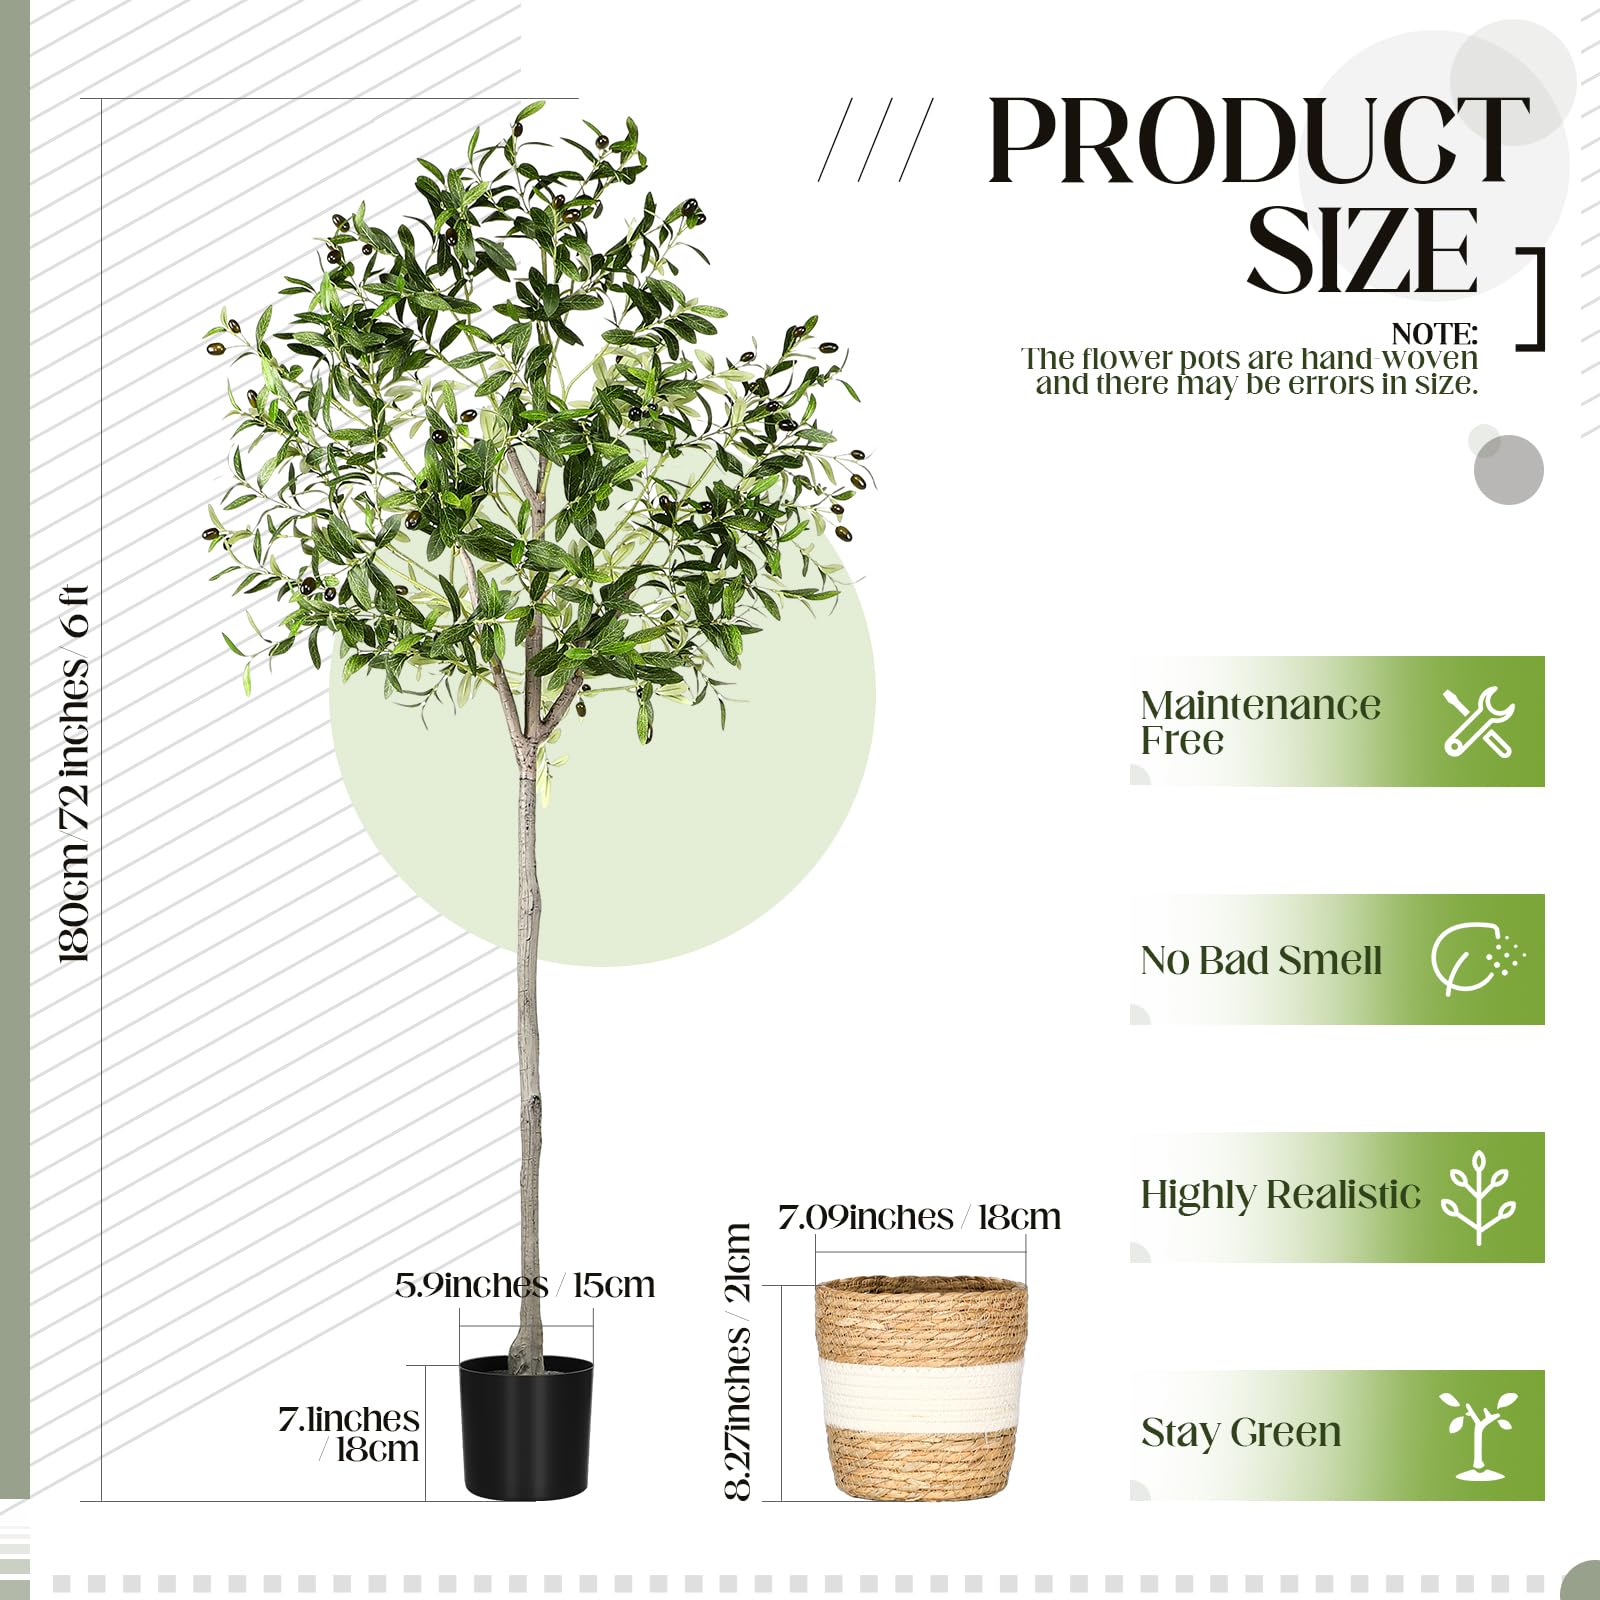 PRODUCT
SIZE
NOTE:
The flower pots are hand-woven
and there may be errors in size.
180cm/72 inches/ 6 ft
Maintenance
Free
No Bad Smell
Highly Realistic
Stay Green
5.9inches / 15cm
7.1inches
/ 18cm
7.09inches / 18cm
8.27inches / 21cm